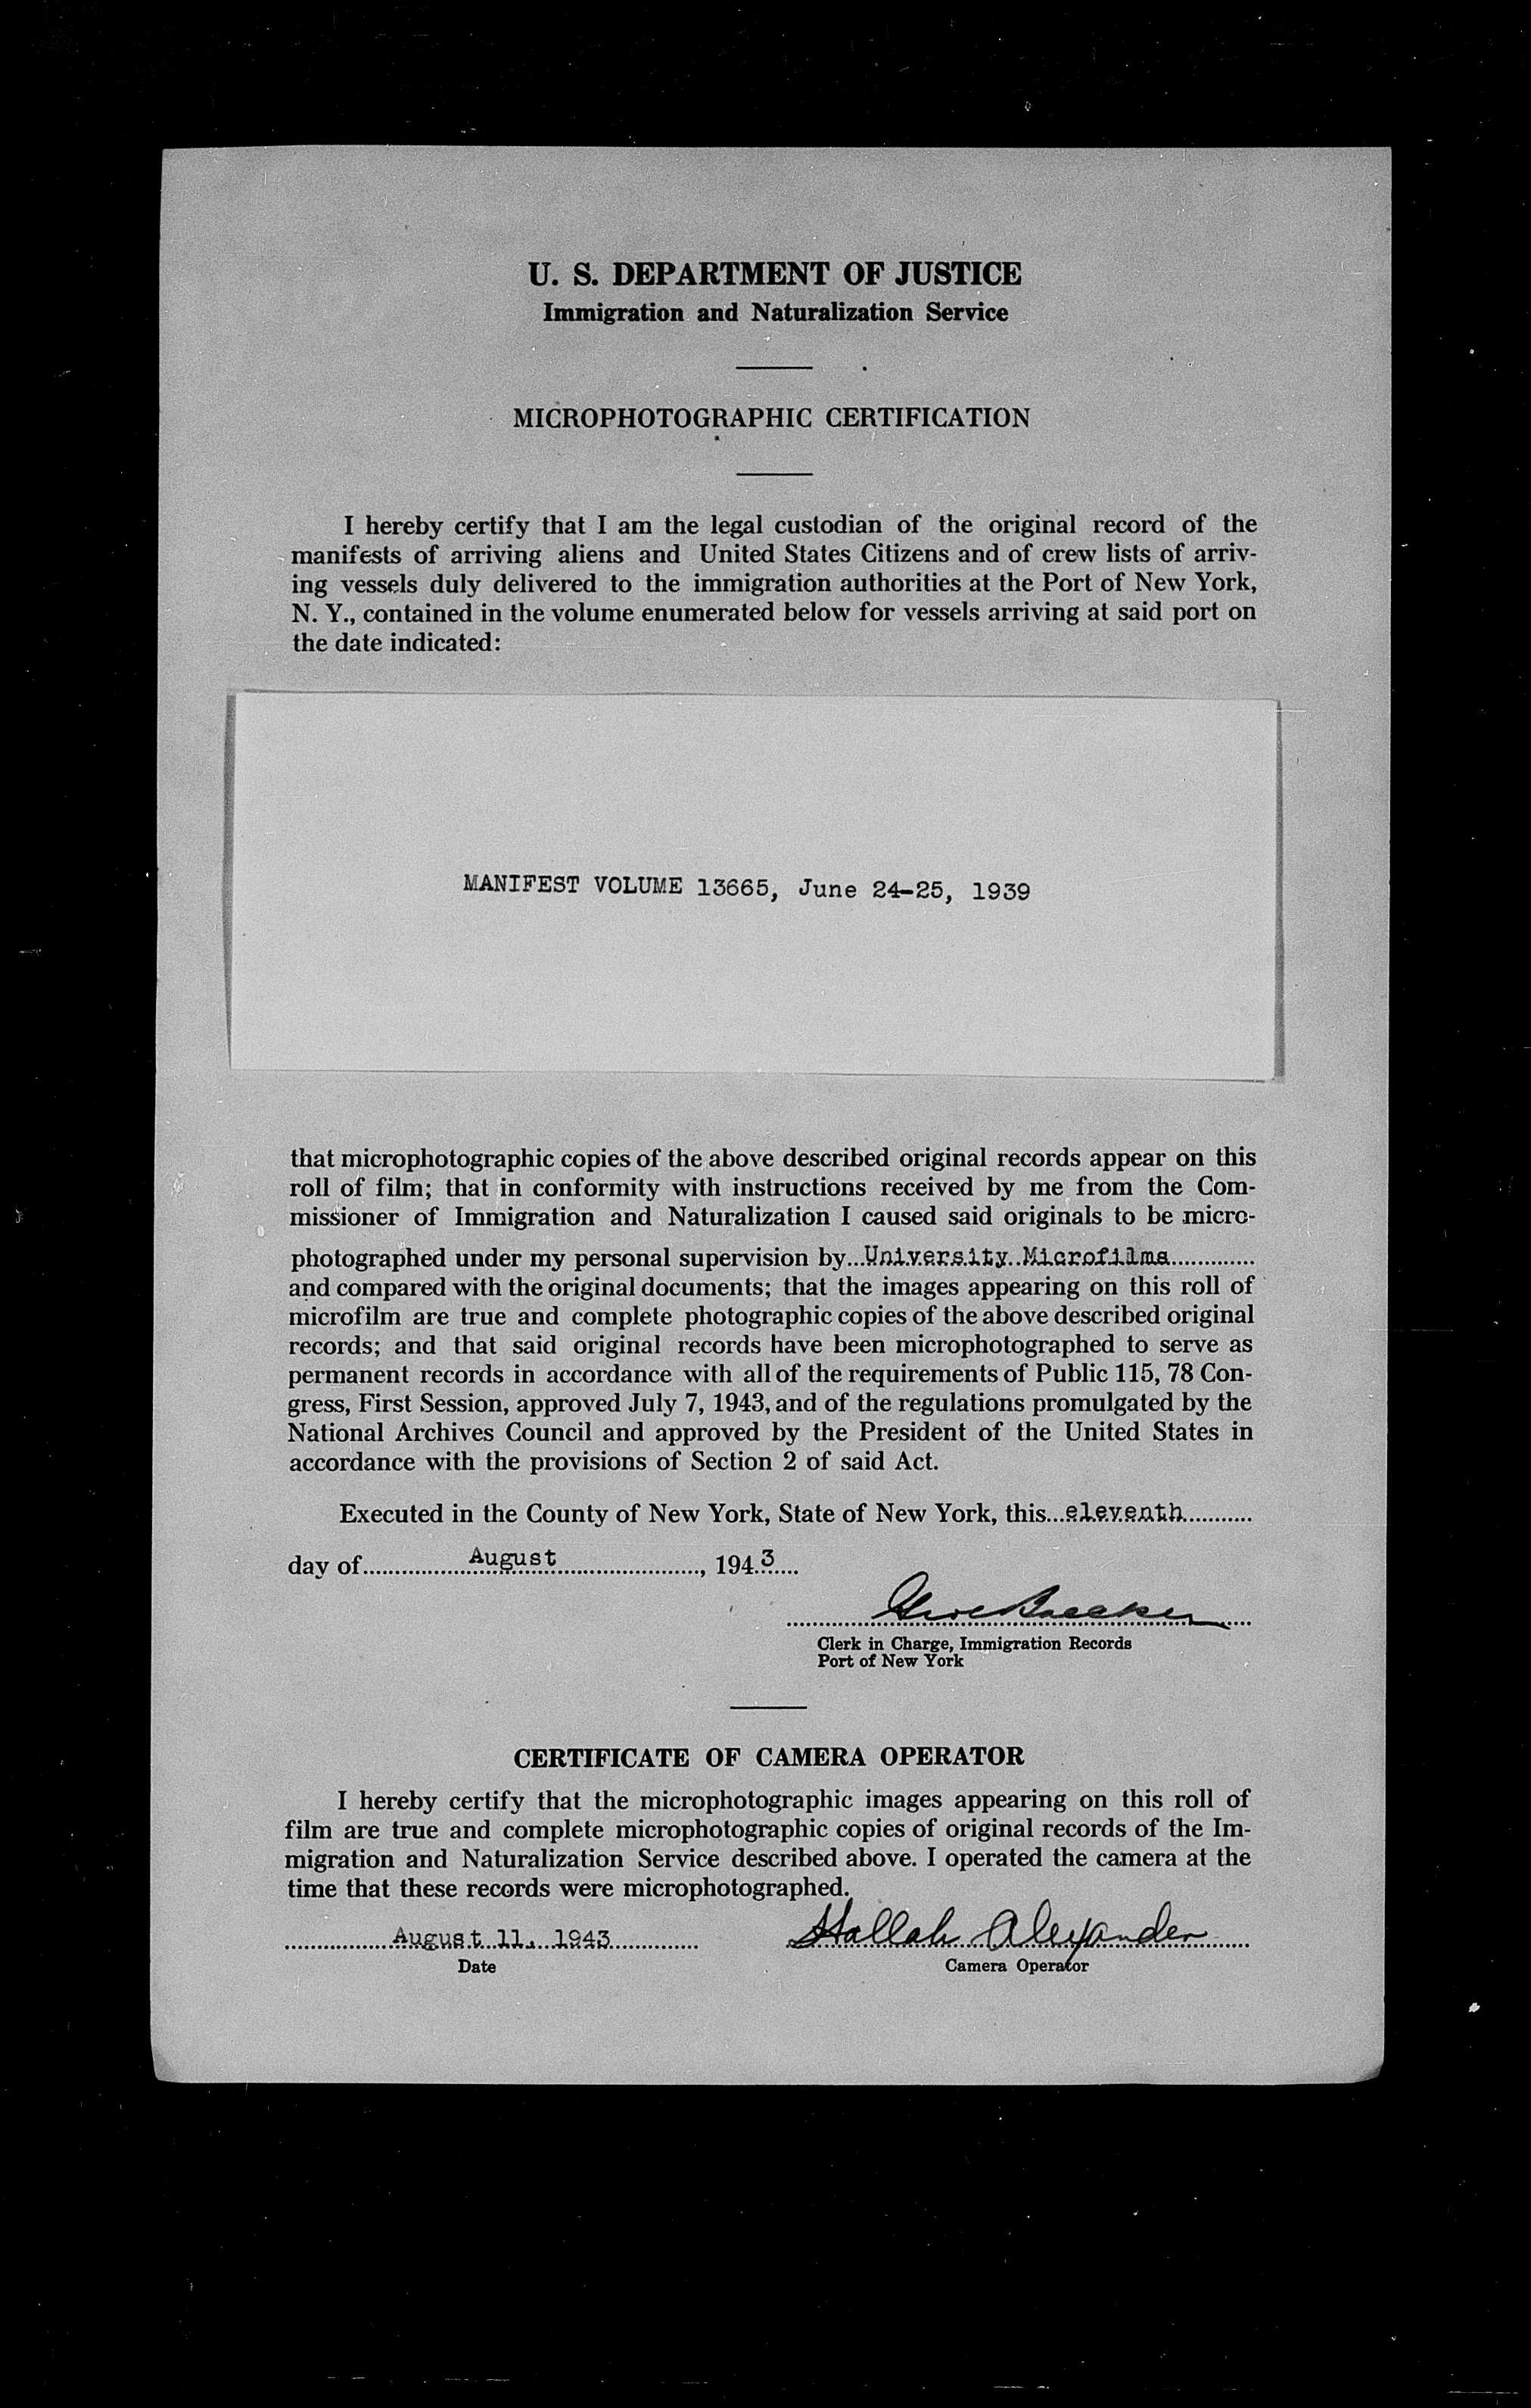 U. S. DEPARTMENT OF JUSTICE
Immigration and Naturalization Service
MICROPHOTOGRAPHIC CERTIFICATION
I hereby certify that I am the legal custodian of the original record of the
manifests of arriving aliens and United States Citizens and of crew lists of arriv-
ing vessels duly delivered to the immigration authorities at the Port of New York,
N. Y., contained in the volume enumerated below for vessels arriving at said port on
the date indicated:
MANIFEST VOLUME 13665, June 24-25, 1939
that microphotographic copies of the above described original records appear on this
roll of film; that in conformity with instructions received by me from the Com-
missioner of Immigration and Naturalization I caused said originals to be micro-
photographed under my personal supervision by...University Microfilms
and compared with the original documents; that the images appearing on this roll of
microfilm are true and complete photographic copies of the above described original
records; and that said original records have been microphotographed to serve as
permanent records in accordance with all of the requirements of Public 115, 78 Con-
gress, First Session, approved July 7, 1943, and of the regulations promulgated by the
National Archives Council and approved by the President of the United States in
accordance with the provisions of Section 2 of said Act.
Executed in the County of New York, State of New York, this...eleventh
day of August, 1943
Clerk in Charge, Immigration Records
Port of New York
CERTIFICATE OF CAMERA OPERATOR
I hereby certify that the microphotographic images appearing on this roll of
film are true and complete microphotographic copies of original records of the Im-
migration and Naturalization Service described above. I operated the camera at the
time that these records were microphotographed.
August 11, 1943 Hallah Alexander
Date Camera Operator